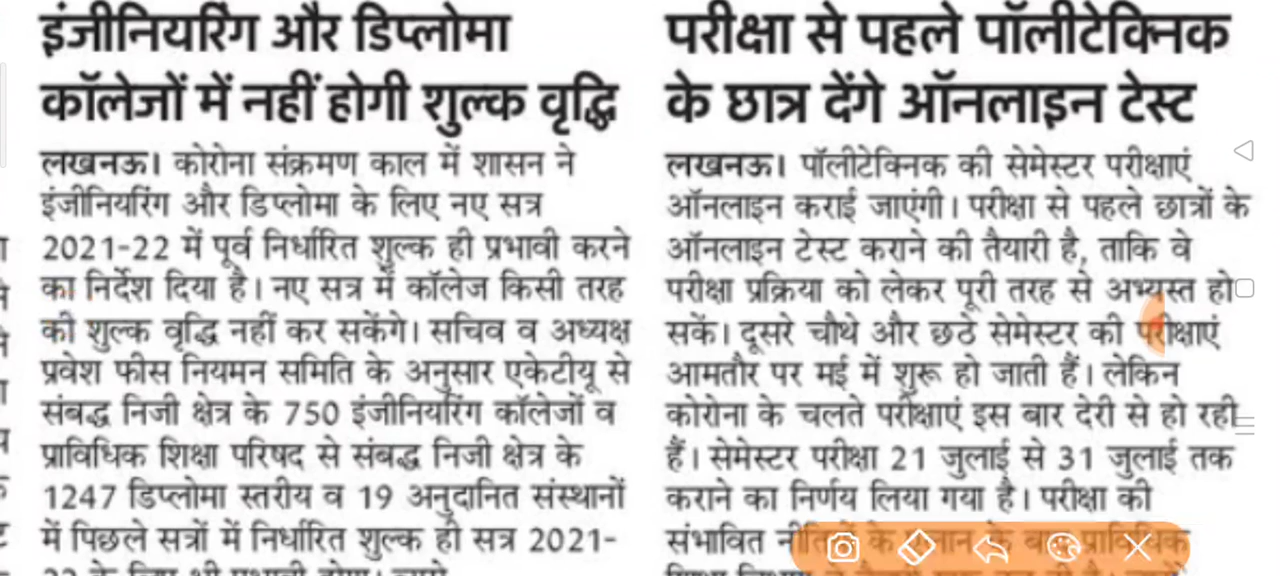 इंजीनियरिंग और डिप्लोमा
कॉलेजों में नहीं होगी शुल्क वृद्धि
लखनऊ। कोरोना संक्रमण काल में शासन ने
इंजीनियरिंग और डिप्लोमा के लिए नए सत्र
2021-22 में पूर्व निर्धारित शुल्क ही प्रभावी करने
का निर्देश दिया है। नए सत्र में कॉलेज किसी तरह
की शुल्क वृद्धि नहीं कर सकेंगे। सचिव व अध्यक्ष
प्रवेश फीस नियमन समिति के अनुसार एकेटीयू से
संबद्ध निजी क्षेत्र के 750 इंजीनियरिंग कॉलेजों व
प्राविधिक शिक्षा परिषद से संबद्ध निजी क्षेत्र के
1247 डिप्लोमा स्तरीय व 19 अनुदानित संस्थानों
में पिछले सत्रों में निर्धारित शुल्क ही सत्र 2021-
परीक्षा से पहले पॉलीटेक्निक
के छात्र देंगे ऑनलाइन टेस्ट
लखनऊ। पॉलीटेक्निक की सेमेस्टर परीक्षाएं
ऑनलाइन कराई जाएंगी। परीक्षा से पहले छात्रों के
ऑनलाइन टेस्ट कराने की तैयारी है, ताकि वे
परीक्षा प्रक्रिया को लेकर पूरी तरह से अभ्यस्त हो
सकें। दूसरे चौथे और छठे सेमेस्टर की परीक्षाएं
आमतौर पर मई में शुरू हो जाती हैं। लेकिन
कोरोना के चलते परीक्षाएं इस बार देरी से हो रही
हैं। सेमेस्टर परीक्षा 21 जुलाई से 31 जुलाई तक
कराने का निर्णय लिया गया है। परीक्षा की
संभावित